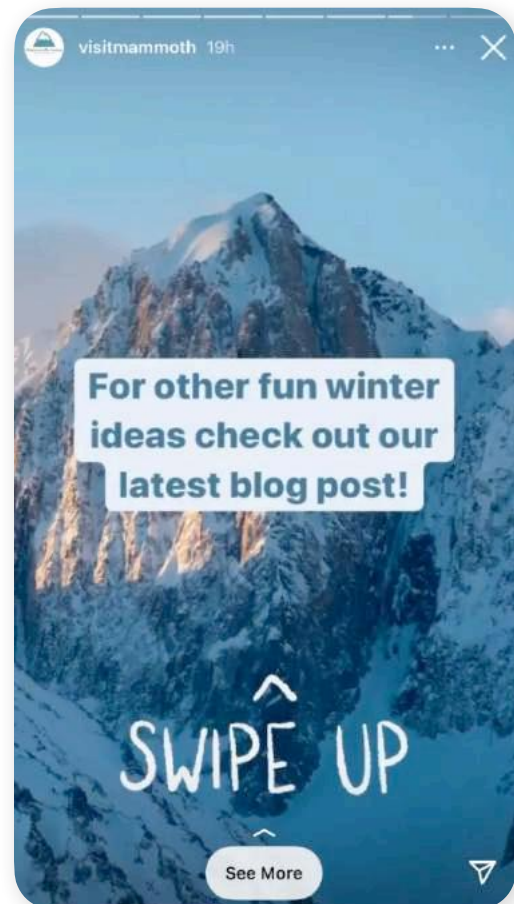 visitmammoth 19h
For other fun winter
ideas check out our
latest blog post!
SWIPE UP
See More